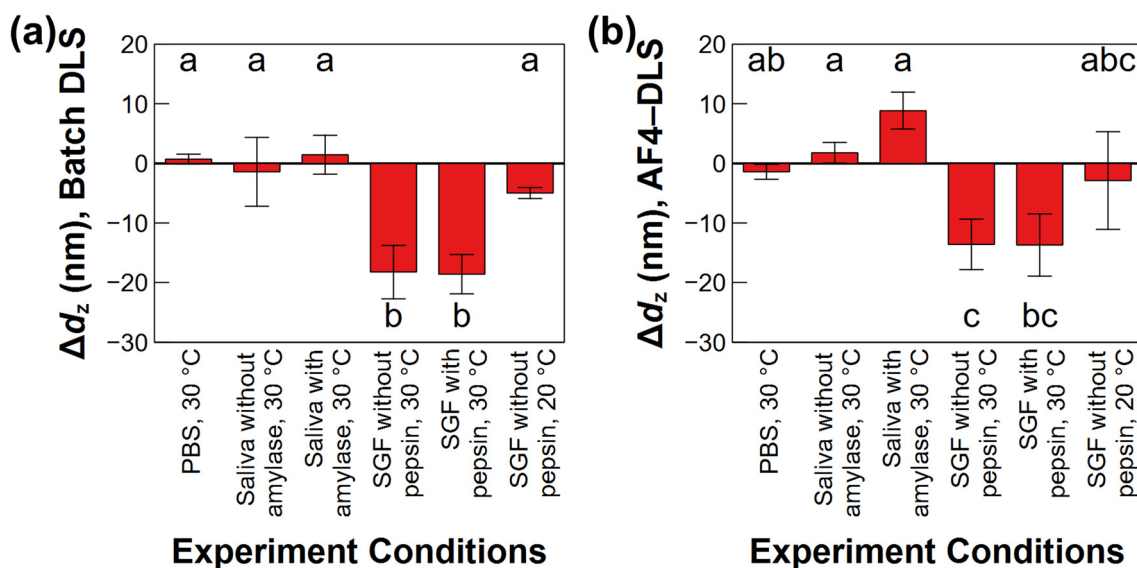 (a)
Δdz (nm), Batch DLS
20
10
0
−10
−20
−30
a a a a
b b
PBS, 30 °C
Saliva without
amylase, 30 °C
Saliva with
amylase, 30 °C
SGF without
pepsin, 30 °C
SGF with
pepsin, 30 °C
SGF without
pepsin, 20 °C
Experiment Conditions
(b)
Δdz (nm), AF4–DLS
20
10
0
−10
−20
−30
ab a a abc
c bc
PBS, 30 °C
Saliva without
amylase, 30 °C
Saliva with
amylase, 30 °C
SGF without
pepsin, 30 °C
SGF with
pepsin, 30 °C
SGF without
pepsin, 20 °C
Experiment Conditions